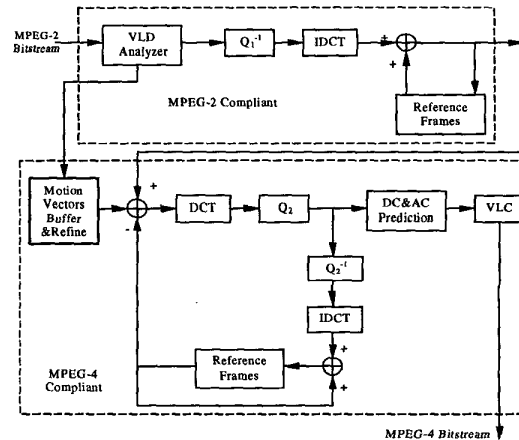 MPEG-2
Bitstream
VLD
Analyzer
Q₁⁻¹
IDCT
+
+
Reference
Frames
MPEG-2 Compliant
Motion
Vectors
Buffer
&Refine
+
-
DCT
Q₂
DC&AC
Prediction
VLC
Q₂⁻¹
IDCT
+
+
Reference
Frames
MPEG-4
Compliant
MPEG-4 Bitstream